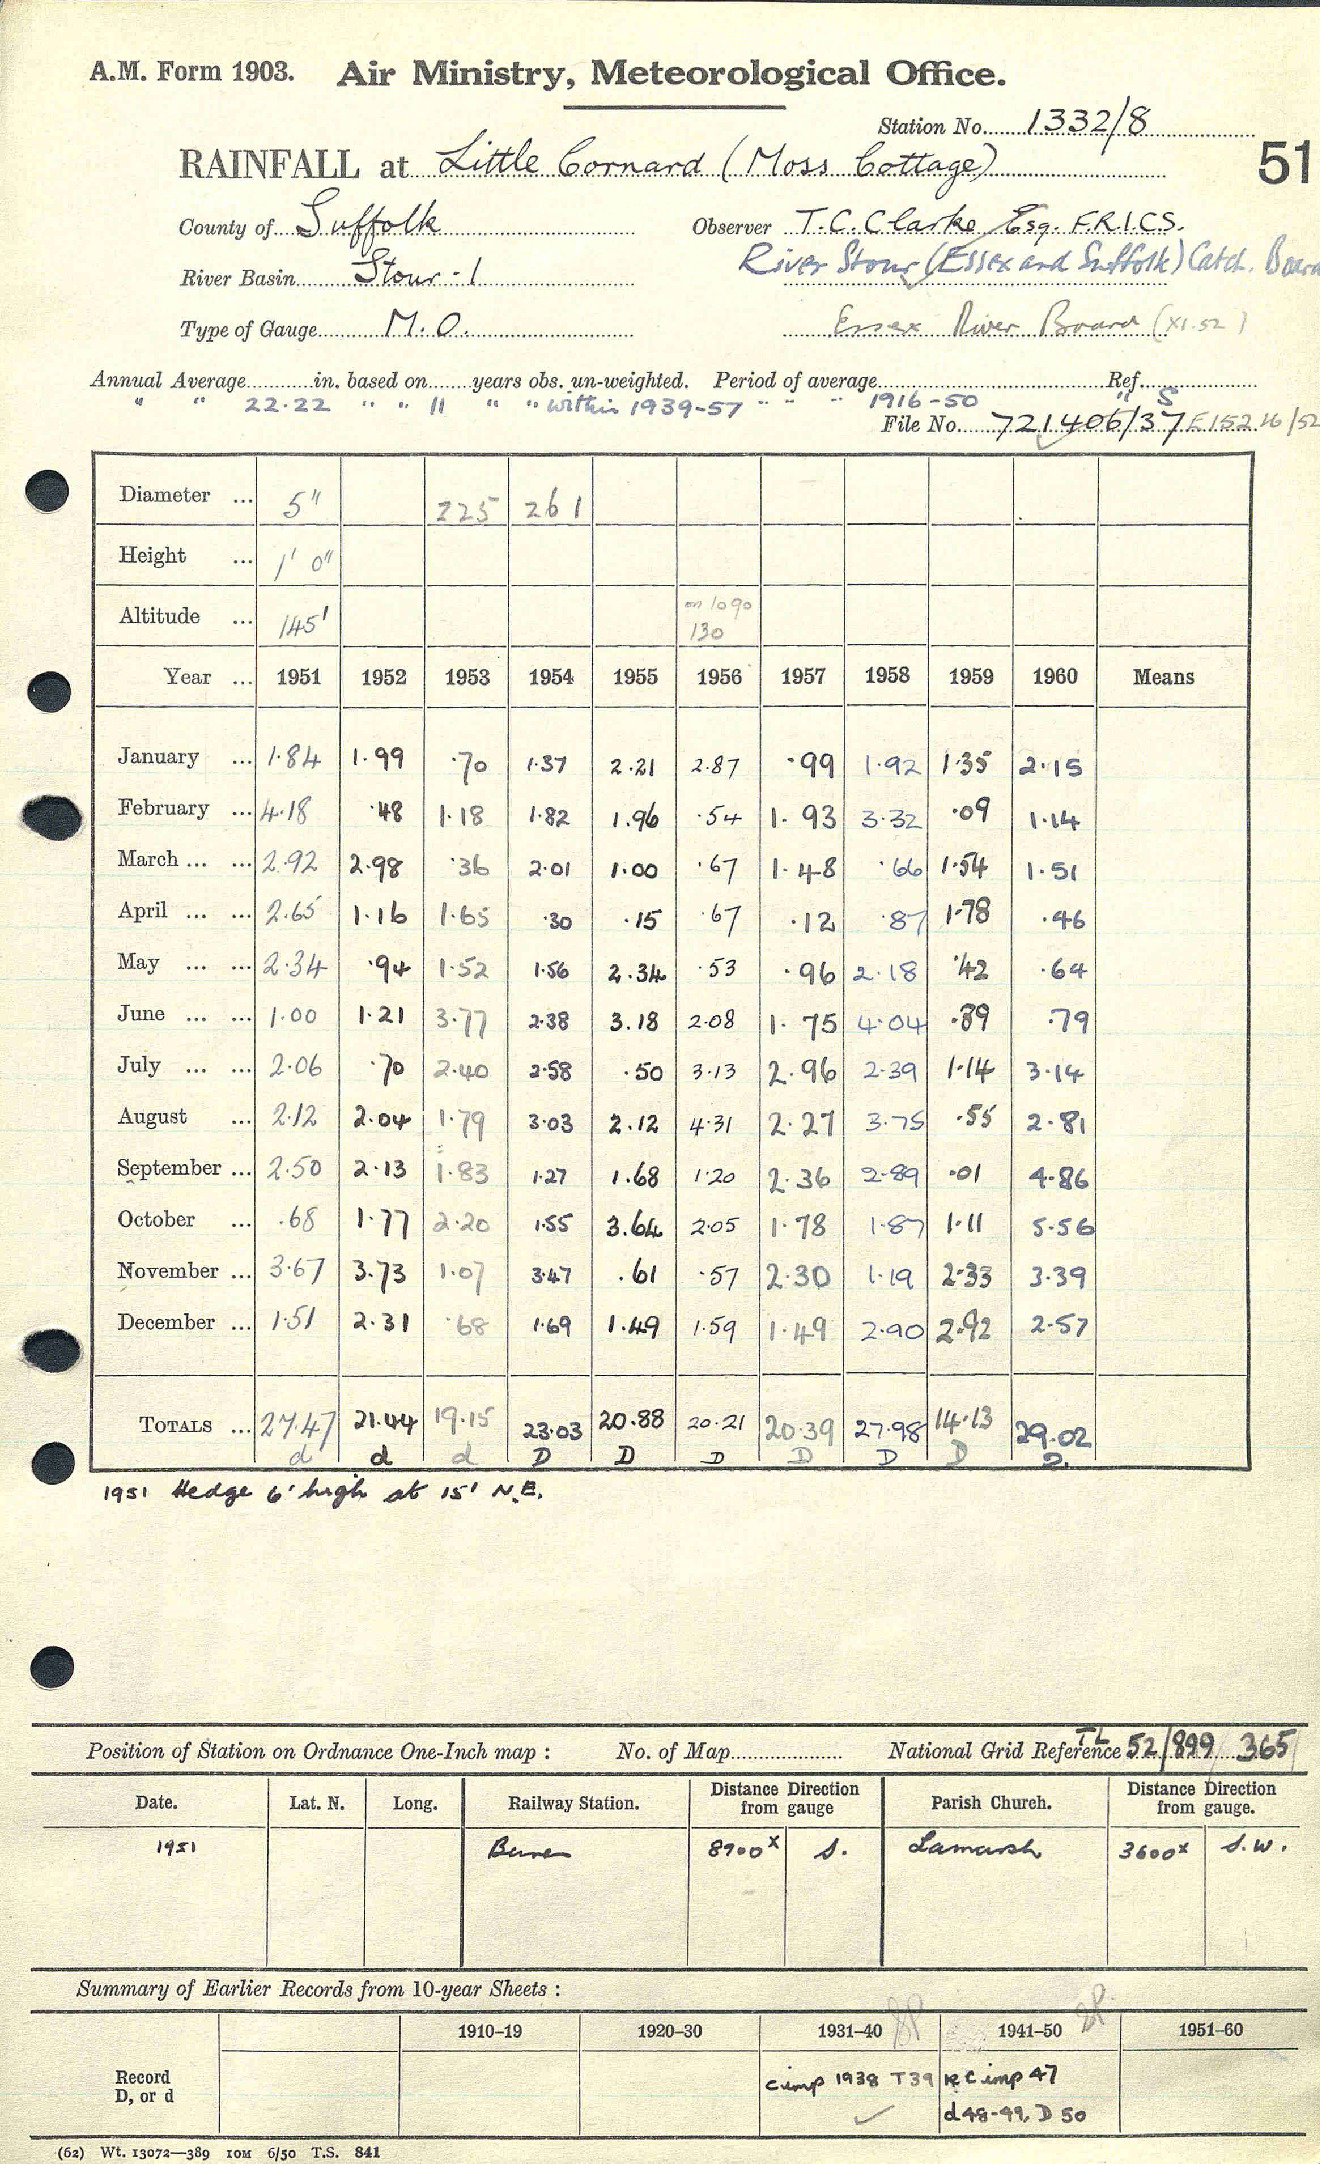 A.M. Form 1903. Air Ministry, Meteorological Office.
Station No. 1332/8
RAINFALL at Little Cornard (Moss Cottage) 51
County of Suffolk Observer T.C. Clarke Esq. F.R.I.C.S.
River Stour (Essex and Suffolk) Catch. Board
River Basin Stour - 1
Type of Gauge M.O. Essex River Board (XI.52)
Annual Average in. based on years obs. un-weighted. Period of average Ref.
" " 22.22 " " 11 " " within 1939-57 " " " 1916-50 " S
File No. 721406/37 E15216/52
Diameter ... 5" 225 261
Height ... 1' 0"
Altitude ... 145' on 1090 130
Year ... 1951 1952 1953 1954 1955 1956 1957 1958 1959 1960 Means
January ... 1.84 1.99 .70 1.37 2.21 2.87 .99 1.92 1.35 2.15
February ... 4.18 .48 1.18 1.82 1.96 .54 1.93 3.32 .09 1.14
March ... ... 2.92 2.98 .36 2.01 1.00 .67 1.48 .66 1.54 1.51
April ... ... 2.65 1.16 1.65 .30 .15 .67 .12 .87 1.78 .46
May ... ... 2.34 .94 1.52 1.56 2.34 .53 .96 2.18 .42 .64
June ... ... 1.00 1.21 3.77 2.38 3.18 2.08 1.75 4.04 .89 .79
July ... ... 2.06 .70 2.40 2.58 .50 3.13 2.96 2.39 1.14 3.14
August ... 2.12 2.04 1.79 3.03 2.12 4.31 2.27 3.75 .55 2.81
September ... 2.50 2.13 1.83 1.27 1.68 1.20 2.36 2.89 .01 4.86
October ... .68 1.77 2.20 1.55 3.64 2.05 1.78 1.87 1.11 5.56
November ... 3.67 3.73 1.07 3.47 .61 .57 2.30 1.19 2.33 3.39
December ... 1.51 2.31 .68 1.69 1.49 1.59 1.49 2.90 2.92 2.57
TOTALS ... 27.47 21.44 19.15 23.03 20.88 20.21 20.39 27.98 14.13 29.02
d d d D D D D D D D.
1951 Hedge 6' high at 15' N.E.
Position of Station on Ordnance One-Inch map : No. of Map National Grid Reference TL 52/899 365
Date. Lat. N. Long. Railway Station. Distance Direction from gauge Parish Church. Distance Direction from gauge.
1951 Bures 8900x S. Lamarsh 3600x S.W.
Summary of Earlier Records from 10-year Sheets :
1910-19 1920-30 1931-40 1941-50 1951-60
Record D, or d
c imp 1938 T39 RC imp 47
d 48-49, D 50
(62) Wt. 13072—389 10M 6/50 T.S. 841